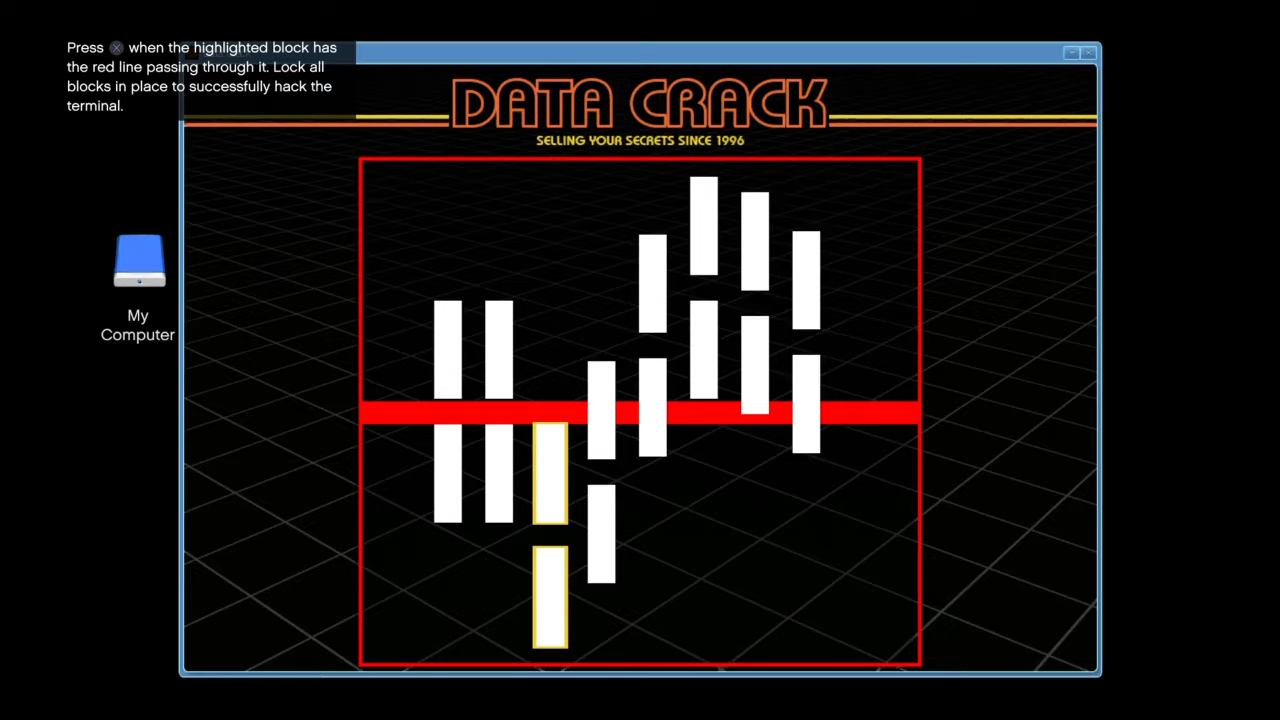 Press ⓧ when the highlighted block has
the red line passing through it. Lock all
blocks in place to successfully hack the
terminal.
DATA CRACK
SELLING YOUR SECRETS SINCE 1996
My
Computer